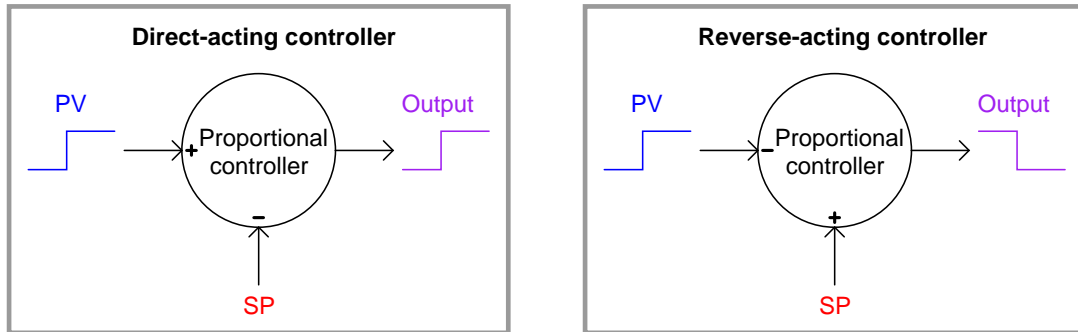 Direct-acting controller
PV
Output
+
Proportional
controller
−
SP
Reverse-acting controller
PV
Output
−
Proportional
controller
+
SP